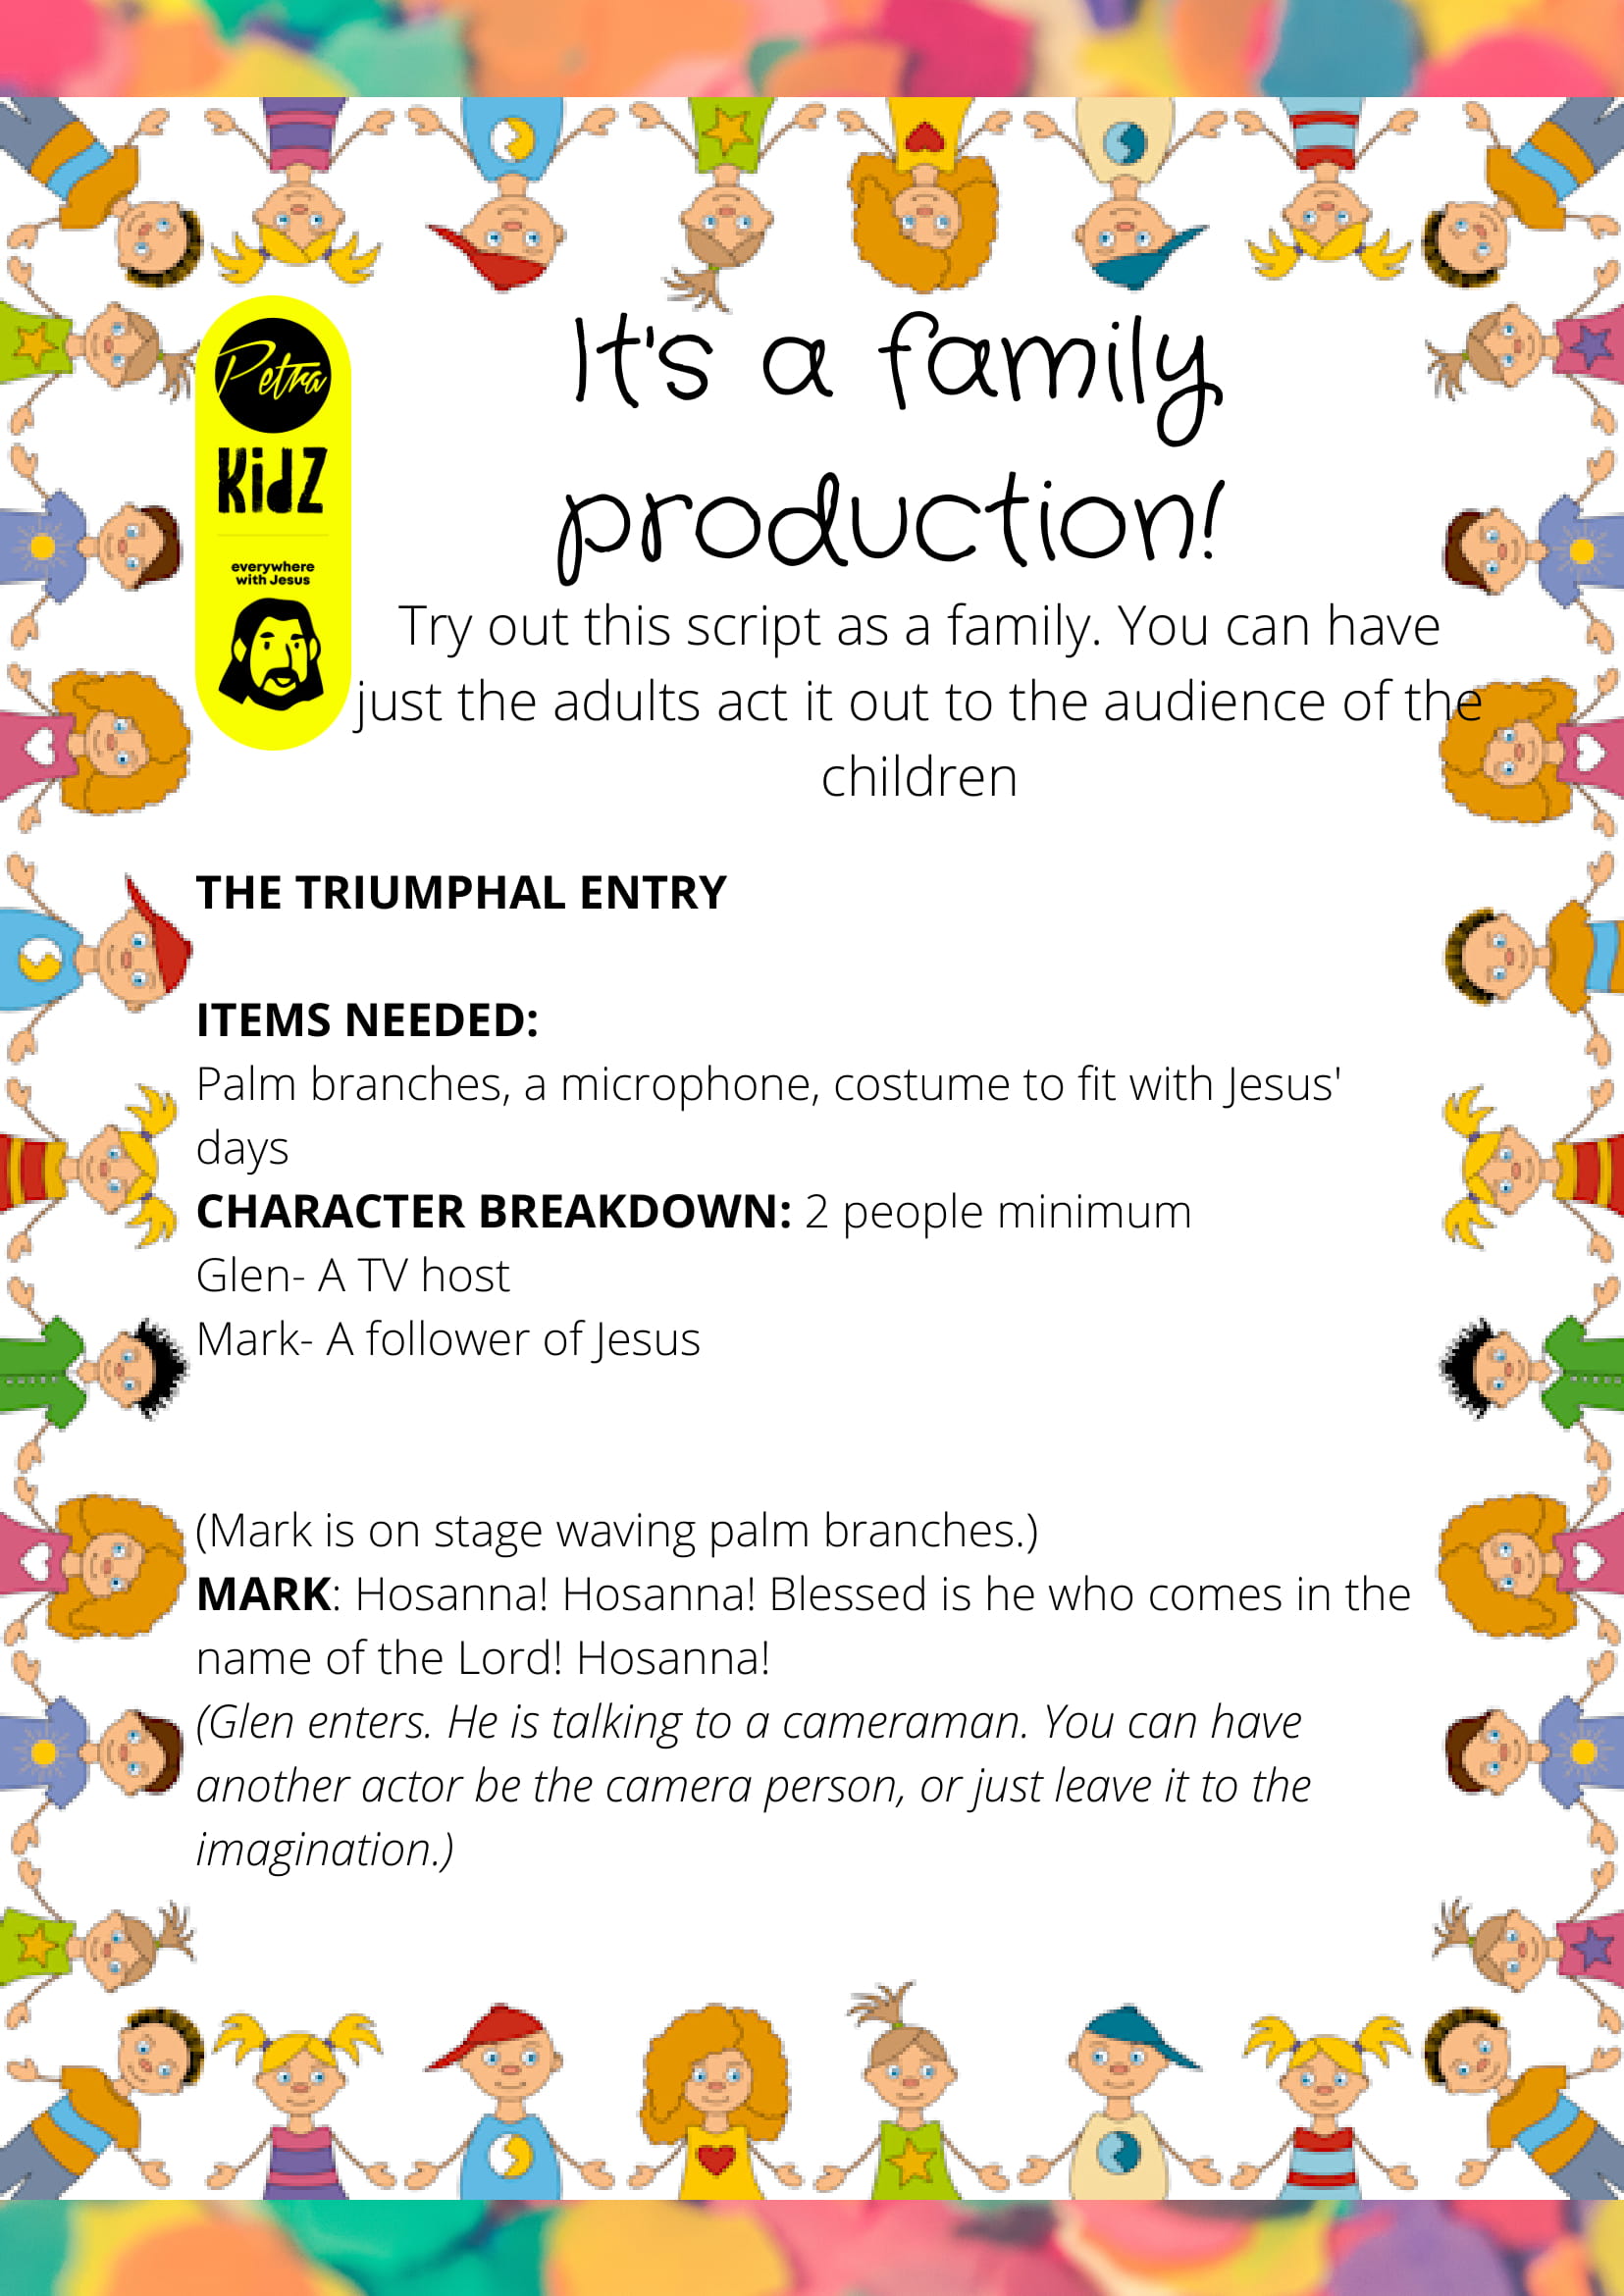 It's a family
production!
Petra
KidZ
everywhere
with Jesus
Try out this script as a family. You can have
just the adults act it out to the audience of the
children
THE TRIUMPHAL ENTRY
ITEMS NEEDED:
Palm branches, a microphone, costume to fit with Jesus'
days
CHARACTER BREAKDOWN: 2 people minimum
Glen- A TV host
Mark- A follower of Jesus
(Mark is on stage waving palm branches.)
MARK: Hosanna! Hosanna! Blessed is he who comes in the
name of the Lord! Hosanna!
(Glen enters. He is talking to a cameraman. You can have
another actor be the camera person, or just leave it to the
imagination.)